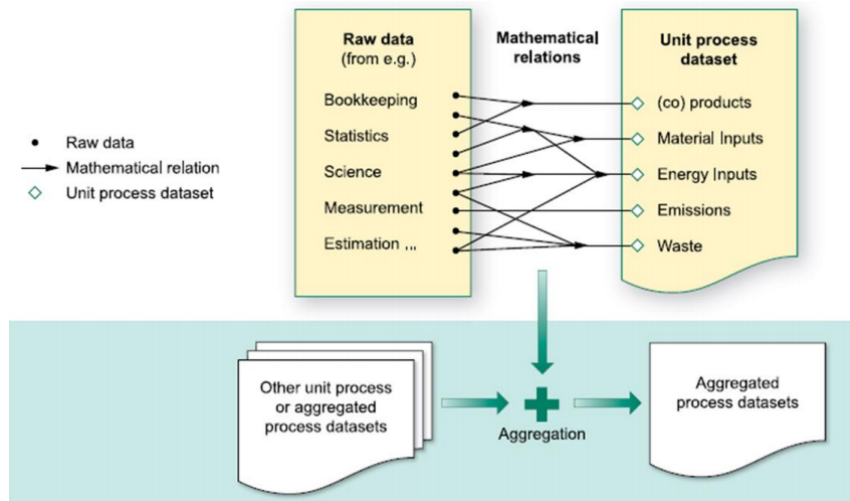 Raw data
(from e.g.)
Bookkeeping
Statistics
Science
Measurement
Estimation ,,,
Mathematical
relations
Unit process
dataset
(co) products
Material Inputs
Energy Inputs
Emissions
Waste
Raw data
Mathematical relation
Unit process dataset
Other unit process
or aggregated
process datasets
Aggregation
Aggregated
process datasets